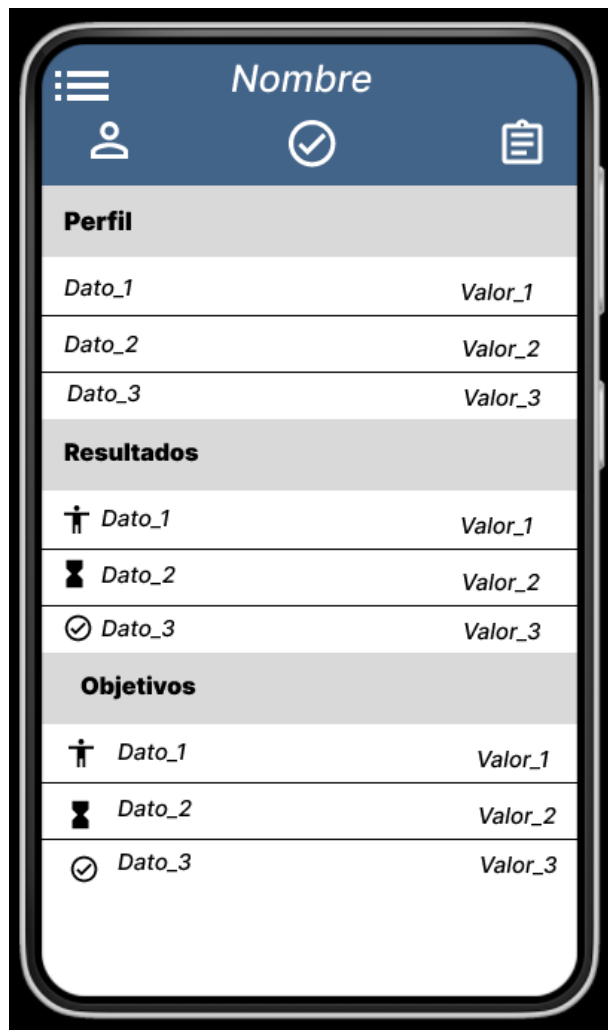 Nombre
Perfil
Dato_1 Valor_1
Dato_2 Valor_2
Dato_3 Valor_3
Resultados
Dato_1 Valor_1
Dato_2 Valor_2
Dato_3 Valor_3
Objetivos
Dato_1 Valor_1
Dato_2 Valor_2
Dato_3 Valor_3